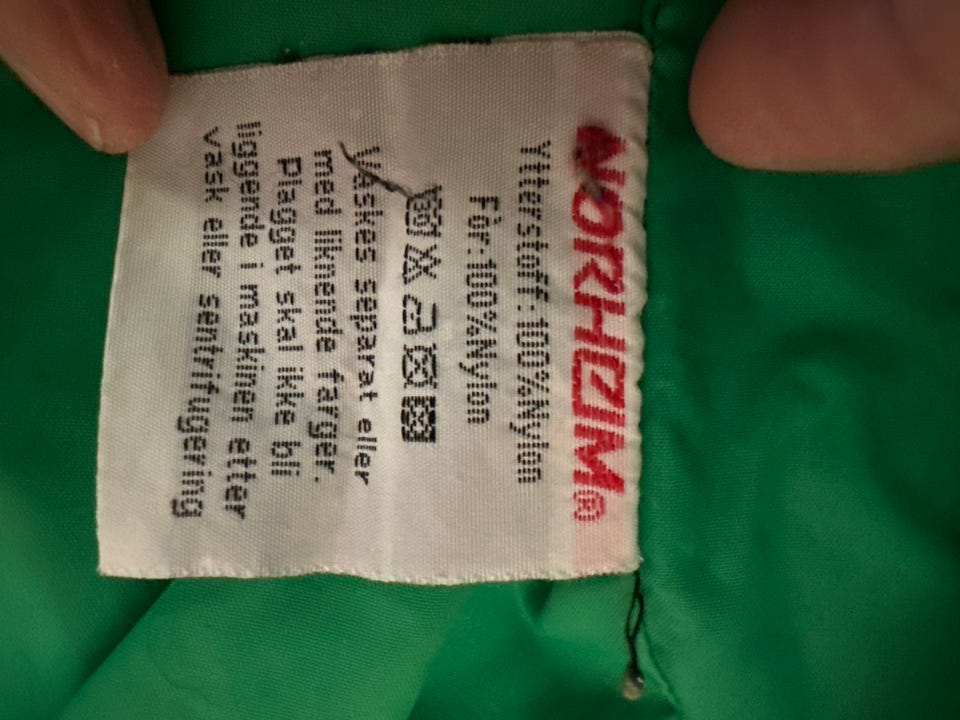 NORHEIM®
Ytterstoff:100%Nylon
Fôr:100%Nylon
Vaskes separat eller
med liknende farger.
Plagget skal ikke bli
liggende i maskinen etter
vask eller sentrifugering